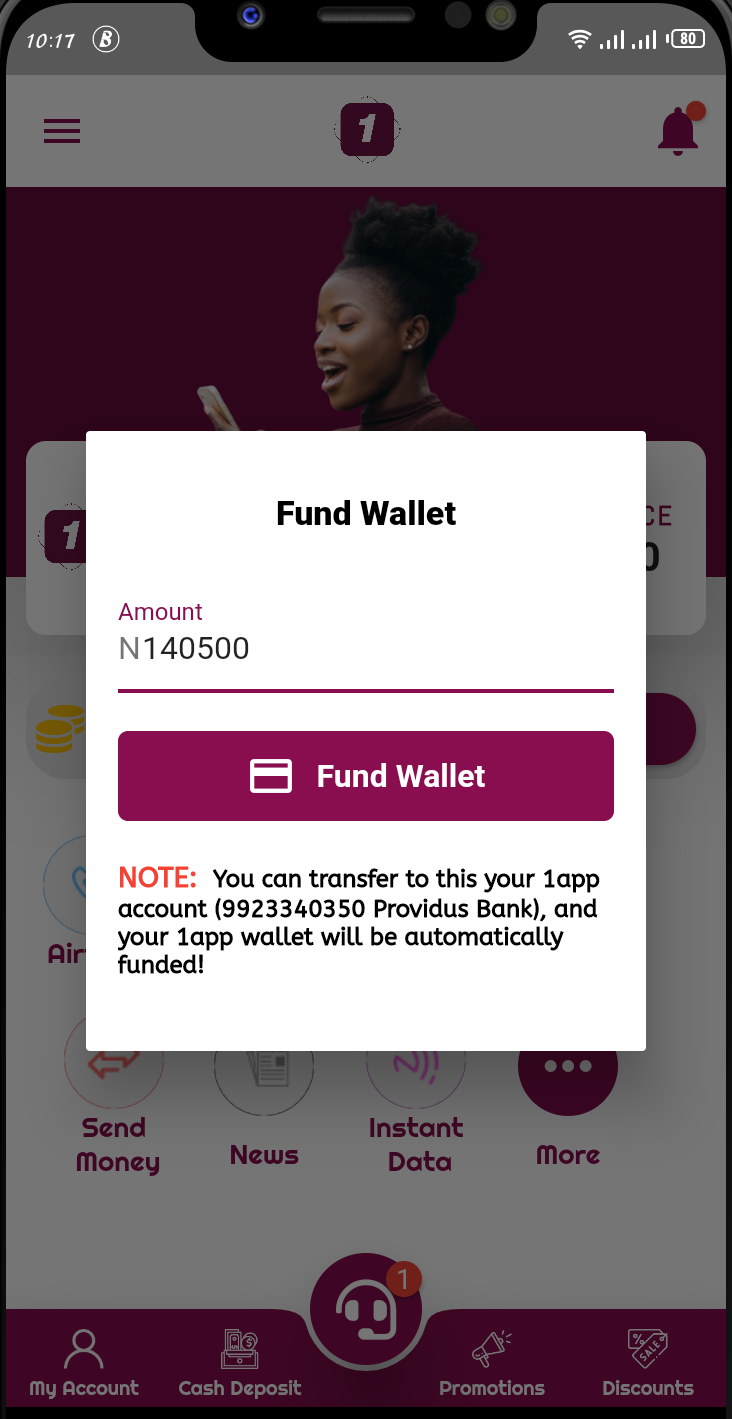 10:17 B 80
1
1 CE
0
Fund Wallet
Amount
N140500
Fund Wallet
NOTE: You can transfer to this your 1app
account (9923340350 Providus Bank), and
your 1app wallet will be automatically
funded!
Send Money
News
Instant Data
More
1
My Account
Cash Deposit
SALE
Promotions
Discounts